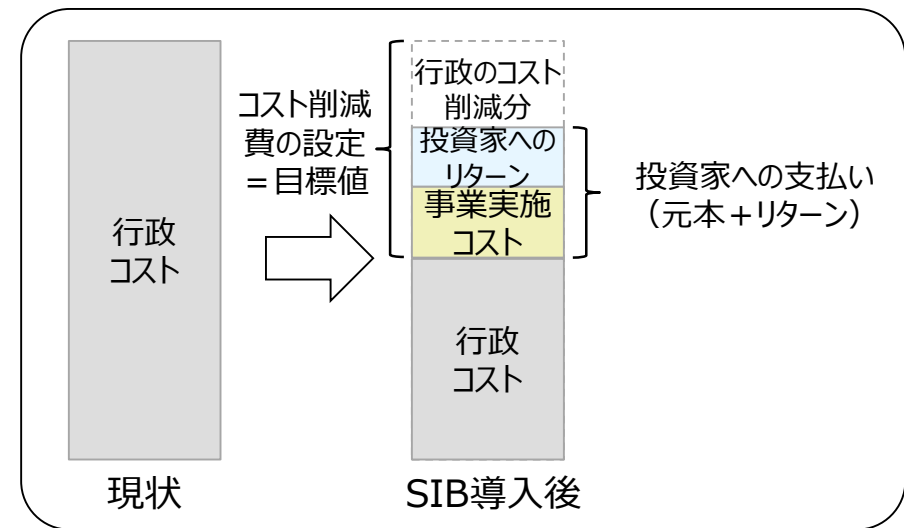 行政
コスト
現状
コスト削減
費の設定
＝目標値
行政のコスト
削減分
投資家への
リターン
事業実施
コスト
行政
コスト
SIB導入後
投資家への支払い
（元本＋リターン）